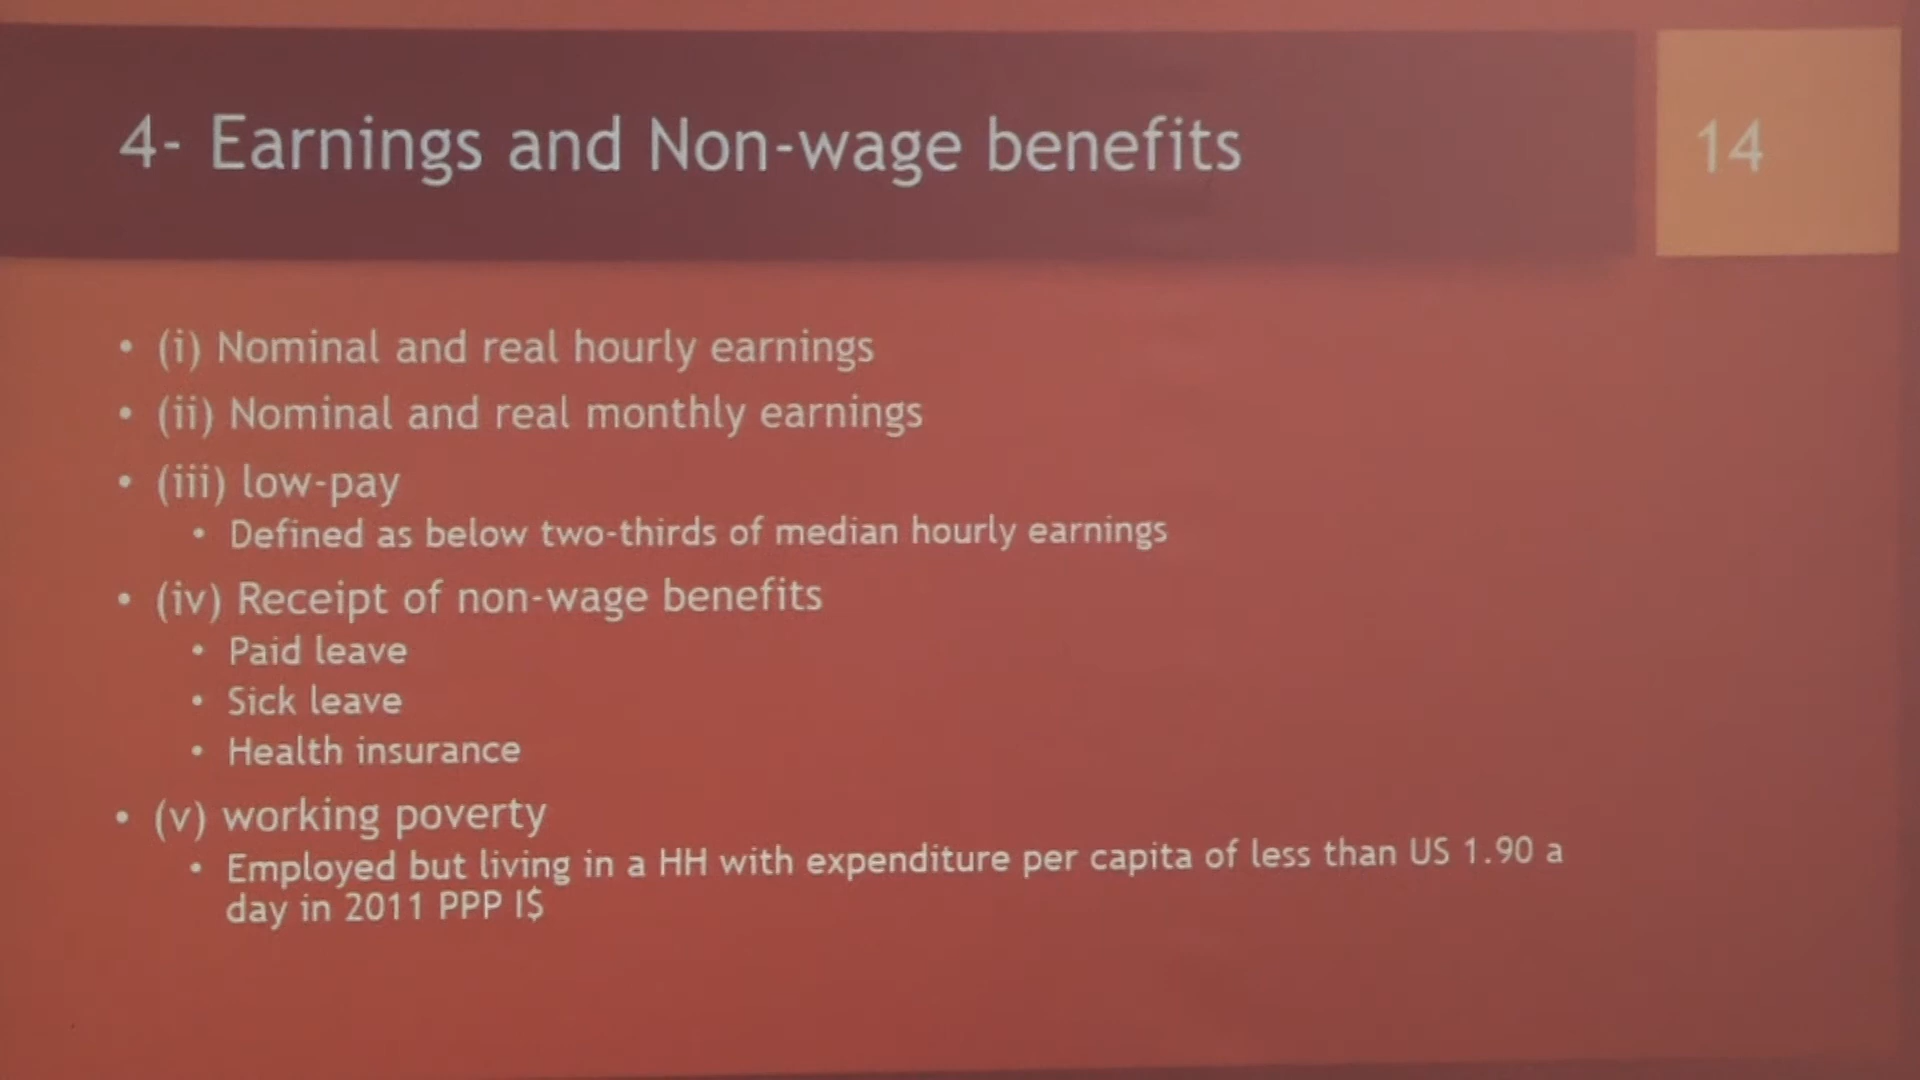 4- Earnings and Non-wage benefits
14
• (i) Nominal and real hourly earnings
• (ii) Nominal and real monthly earnings
• (iii) low-pay
• Defined as below two-thirds of median hourly earnings
• (iv) Receipt of non-wage benefits
• Paid leave
• Sick leave
• Health insurance
• (v) working poverty
• Employed but living in a HH with expenditure per capita of less than US 1.90 a
day in 2011 PPP I$